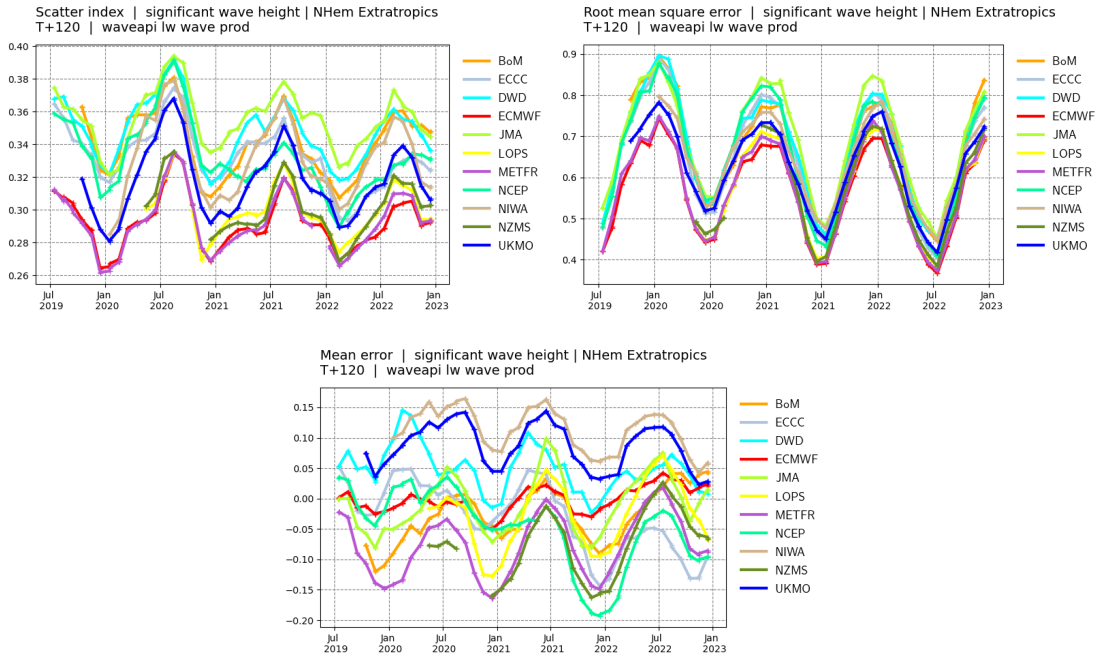 Scatter index | significant wave height | NHem Extratropics
T+120 | waveapi lw wave prod
0.40
0.38
0.36
0.34
0.32
0.30
0.28
0.26
Jul 2019
Jan 2020
Jul 2020
Jan 2021
Jul 2021
Jan 2022
Jul 2022
Jan 2023
BoM
ECCC
DWD
ECMWF
JMA
LOPS
METFR
NCEP
NIWA
NZMS
UKMO
Root mean square error | significant wave height | NHem Extratropics
T+120 | waveapi lw wave prod
0.9
0.8
0.7
0.6
0.5
0.4
Jul 2019
Jan 2020
Jul 2020
Jan 2021
Jul 2021
Jan 2022
Jul 2022
Jan 2023
BoM
ECCC
DWD
ECMWF
JMA
LOPS
METFR
NCEP
NIWA
NZMS
UKMO
Mean error | significant wave height | NHem Extratropics
T+120 | waveapi lw wave prod
0.15
0.10
0.05
0.00
−0.05
−0.10
−0.15
−0.20
Jul 2019
Jan 2020
Jul 2020
Jan 2021
Jul 2021
Jan 2022
Jul 2022
Jan 2023
BoM
ECCC
DWD
ECMWF
JMA
LOPS
METFR
NCEP
NIWA
NZMS
UKMO